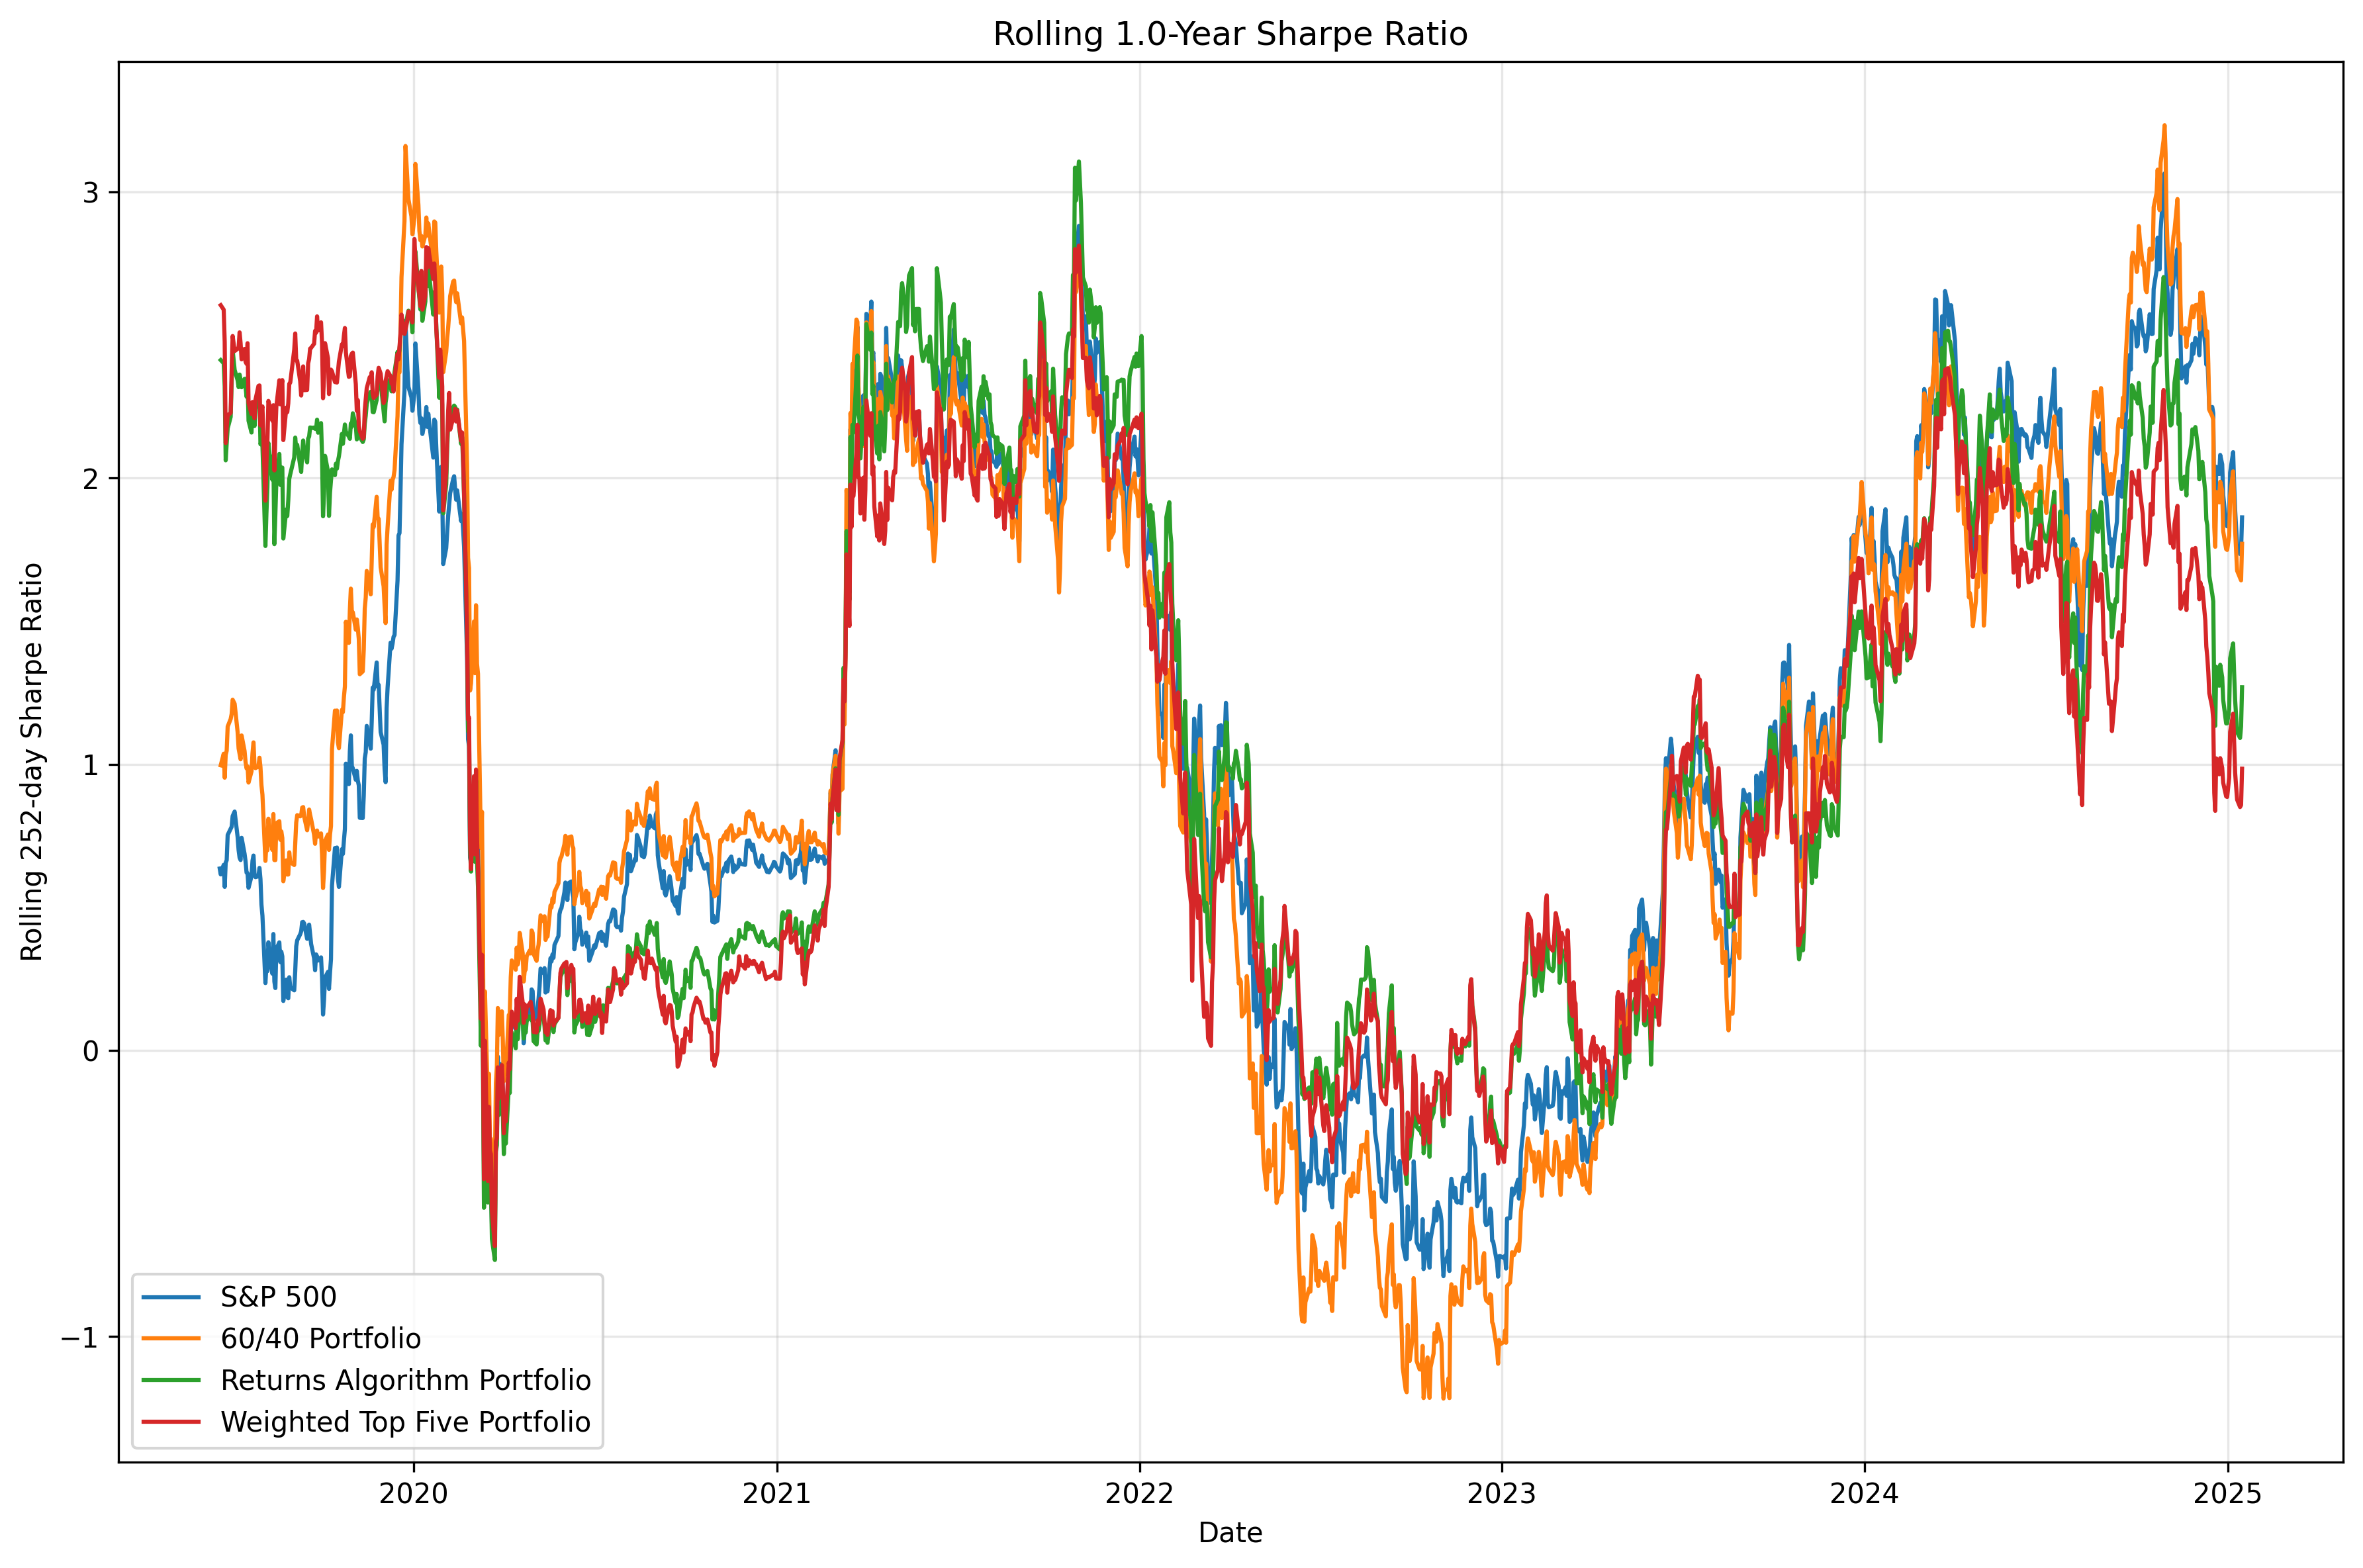 Rolling 1.0-Year Sharpe Ratio
Rolling 252-day Sharpe Ratio
3
2
1
0
−1
S&P 500
60/40 Portfolio
Returns Algorithm Portfolio
Weighted Top Five Portfolio
2020 2021 2022 2023 2024 2025
Date